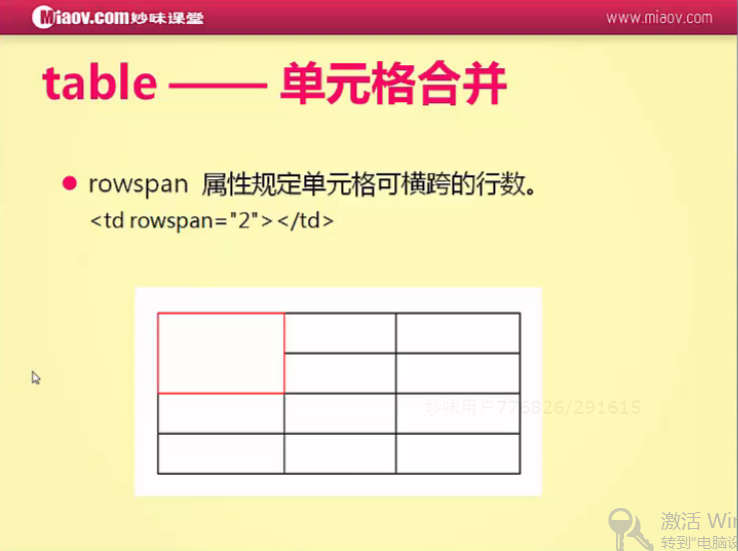 Miaov.com妙味课堂
www.miaov.com
table —— 单元格合并
rowspan 属性规定单元格可横跨的行数。
<td rowspan="2"></td>
妙味用户776826/291615
激活 Win
转到"电脑设